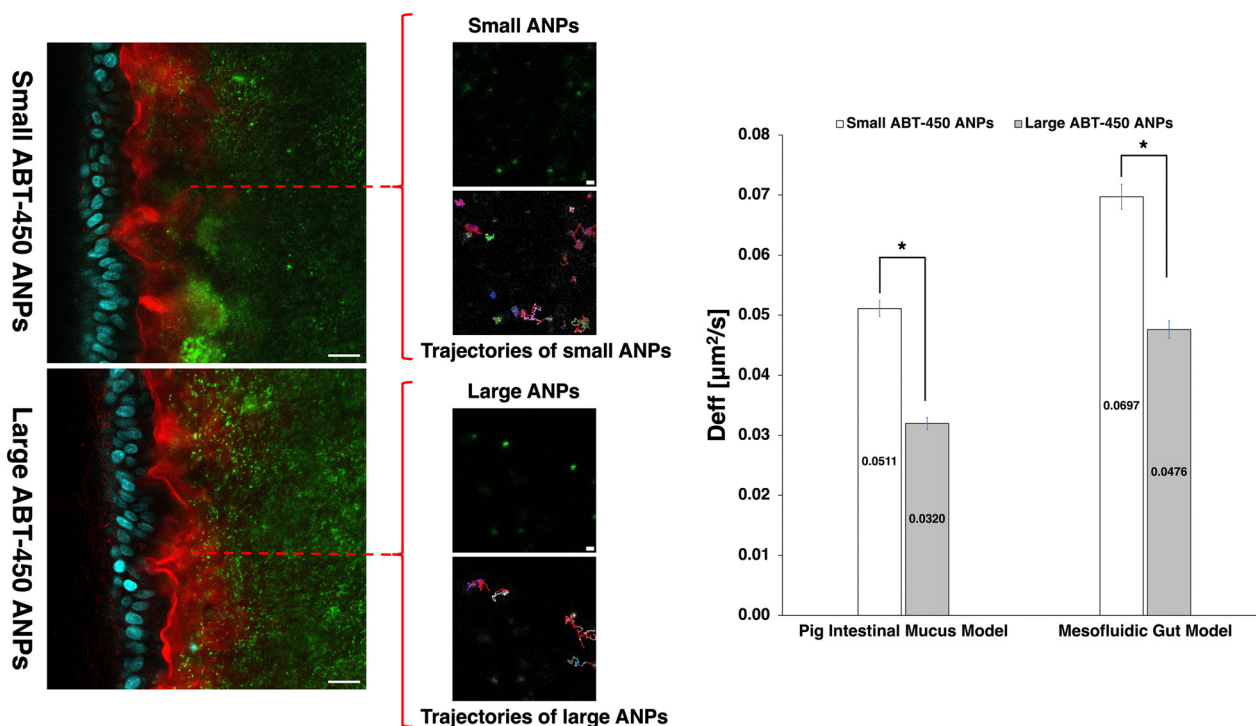 Small ABT-450 ANPs
Large ABT-450 ANPs
Small ANPs
Trajectories of small ANPs
Large ANPs
Trajectories of large ANPs
Small ABT-450 ANPs
Large ABT-450 ANPs
Deff [μm²/s]
0.08
0.07
0.06
0.05
0.04
0.03
0.02
0.01
0.00
*
*
0.0511
0.0320
0.0697
0.0476
Pig Intestinal Mucus Model
Mesofluidic Gut Model